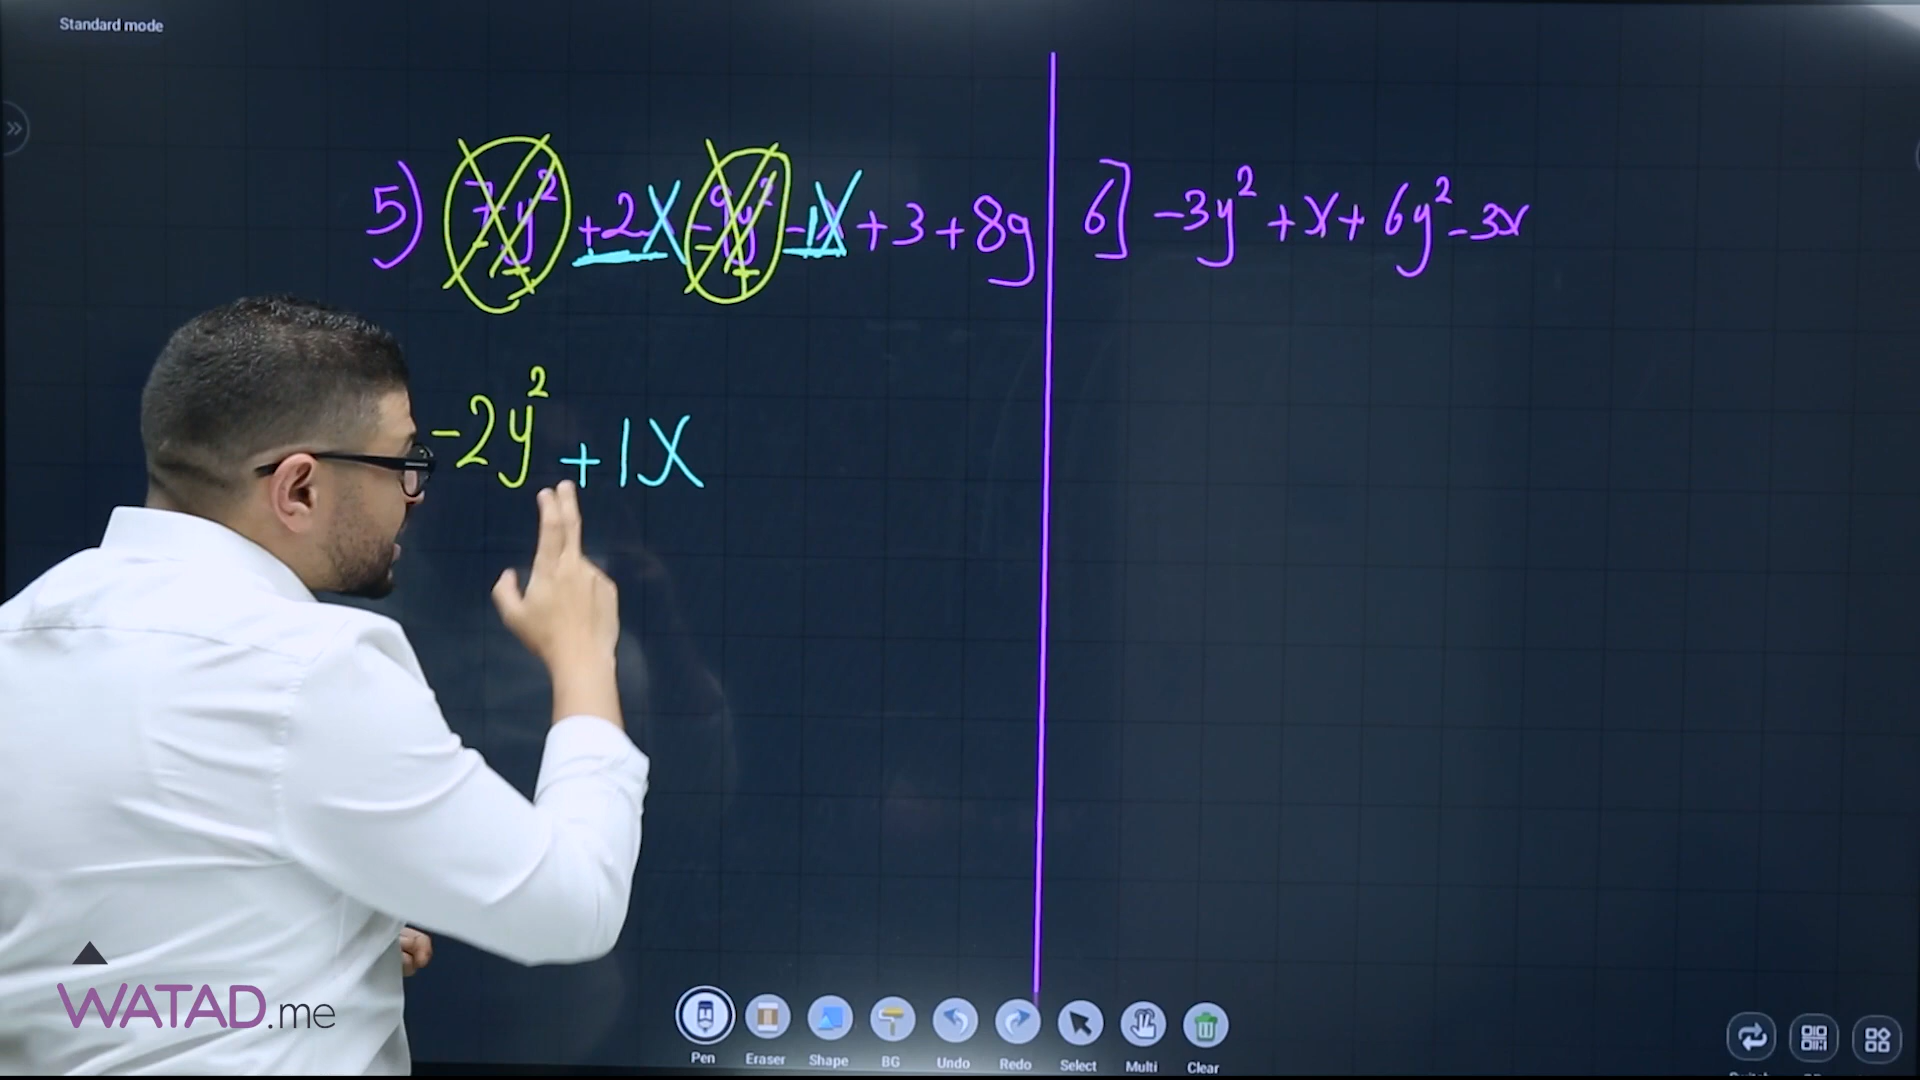 Standard mode
5) 7y² + 2x - 9y² - 1x + 3 + 8g
6] -3y² + x + 6y² - 3x
-2y² + 1x
WATAD.me
Pen Eraser Shape BG Undo Redo Select Multi Clear